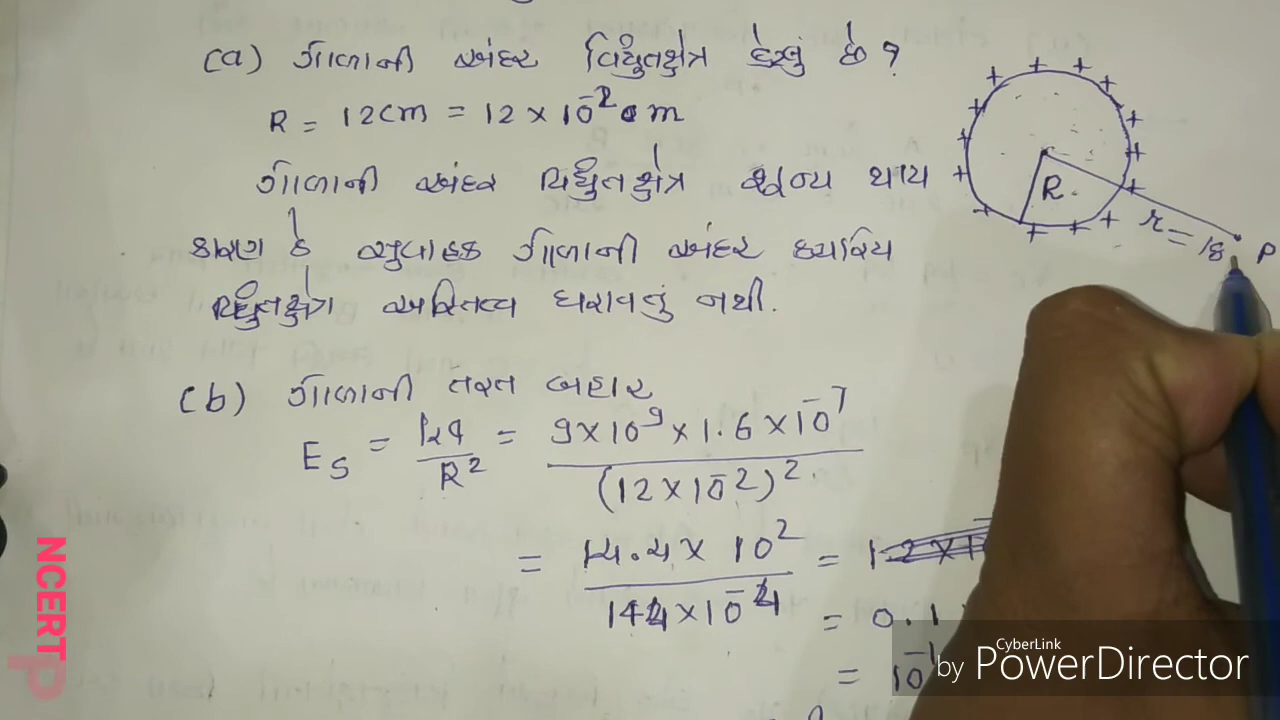 (a) ગોળાની અંદર વિદ્યુતક્ષેત્ર કેટલું છે ?
R = 12cm = 12 × 10⁻² m
ગોળાની અંદર વિદ્યુતક્ષેત્ર શૂન્ય થાય
કારણ કે સુવાહક ગોળાની અંદર ક્યારેય
વિદ્યુતક્ષેત્ર અસ્તિત્વ ધરાવતું નથી.
R
r = 18
P
(b) ગોળાની તરત બહાર
E_S = kq / R² = 9×10⁹ × 1.6 × 10⁻⁷ / (12×10⁻²)²
= 14.4 × 10² / 144 × 10⁻⁴ =
= 0.1
= 10⁻¹
NCERT
P
CyberLink
by PowerDirector